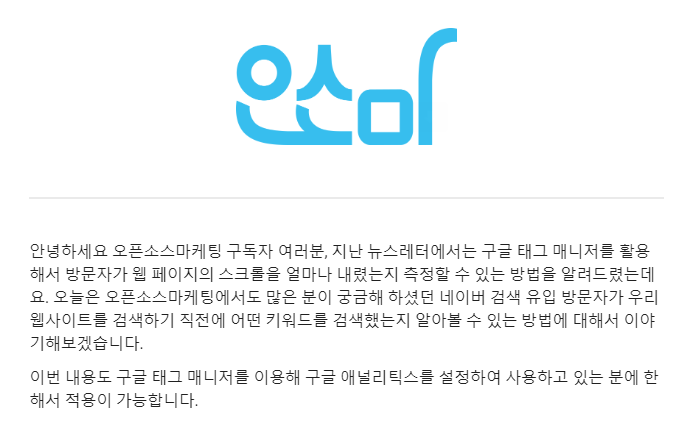 오소마
안녕하세요 오픈소스마케팅 구독자 여러분, 지난 뉴스레터에서는 구글 태그 매니저를 활용
해서 방문자가 웹 페이지의 스크롤을 얼마나 내렸는지 측정할 수 있는 방법을 알려드렸는데
요. 오늘은 오픈소스마케팅에서도 많은 분이 궁금해 하셨던 네이버 검색 유입 방문자가 우리
웹사이트를 검색하기 직전에 어떤 키워드를 검색했는지 알아볼 수 있는 방법에 대해서 이야
기해보겠습니다.
이번 내용도 구글 태그 매니저를 이용해 구글 애널리틱스를 설정하여 사용하고 있는 분에 한
해서 적용이 가능합니다.